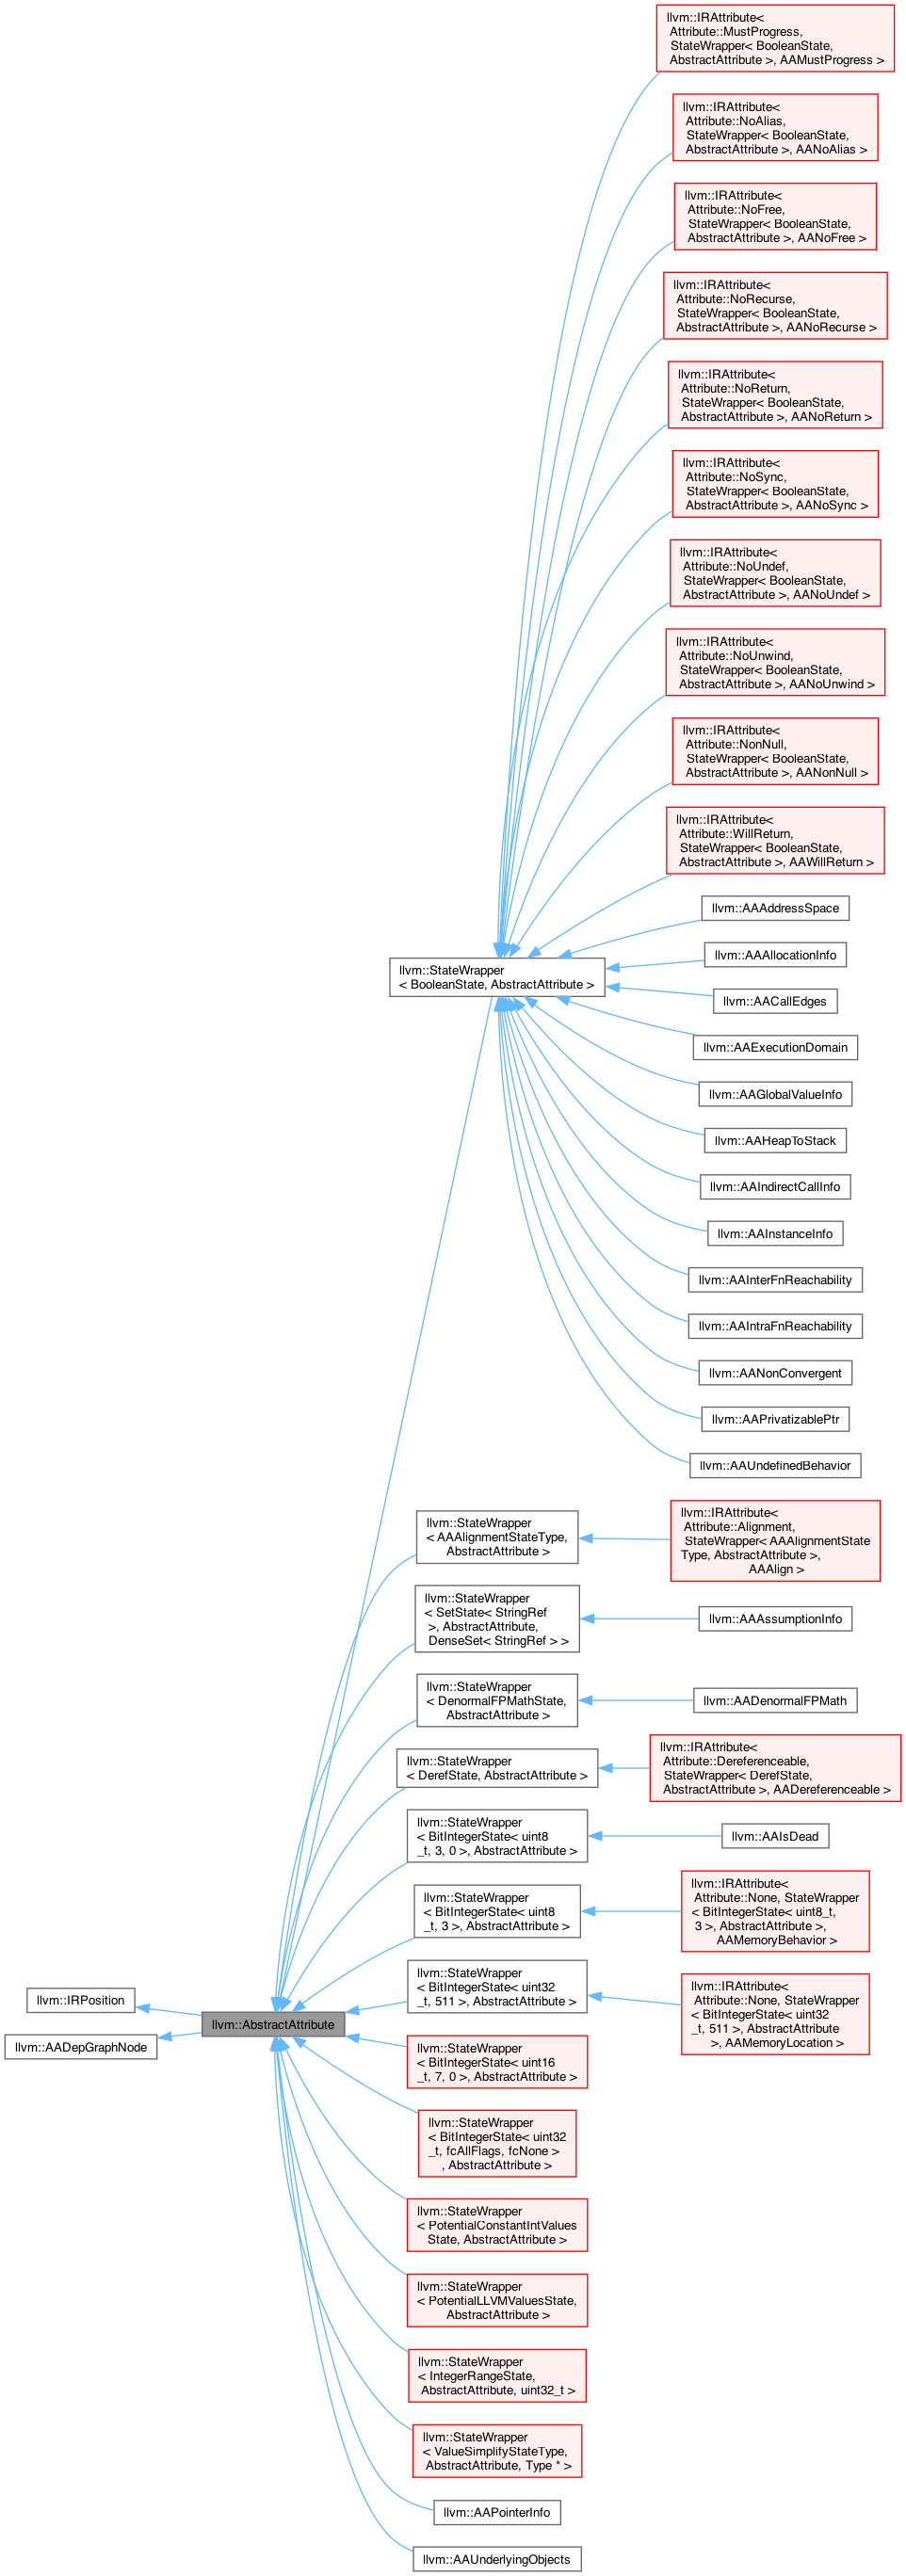 llvm::IRAttribute<
Attribute::MustProgress,
StateWrapper< BooleanState,
AbstractAttribute >, AAMustProgress >
llvm::IRAttribute<
Attribute::NoAlias,
StateWrapper< BooleanState,
AbstractAttribute >, AANoAlias >
llvm::IRAttribute<
Attribute::NoFree,
StateWrapper< BooleanState,
AbstractAttribute >, AANoFree >
llvm::IRAttribute<
Attribute::NoRecurse,
StateWrapper< BooleanState,
AbstractAttribute >, AANoRecurse >
llvm::IRAttribute<
Attribute::NoReturn,
StateWrapper< BooleanState,
AbstractAttribute >, AANoReturn >
llvm::IRAttribute<
Attribute::NoSync,
StateWrapper< BooleanState,
AbstractAttribute >, AANoSync >
llvm::IRAttribute<
Attribute::NoUndef,
StateWrapper< BooleanState,
AbstractAttribute >, AANoUndef >
llvm::IRAttribute<
Attribute::NoUnwind,
StateWrapper< BooleanState,
AbstractAttribute >, AANoUnwind >
llvm::IRAttribute<
Attribute::NonNull,
StateWrapper< BooleanState,
AbstractAttribute >, AANonNull >
llvm::IRAttribute<
Attribute::WillReturn,
StateWrapper< BooleanState,
AbstractAttribute >, AAWillReturn >
llvm::AAAddressSpace
llvm::AAAllocationInfo
llvm::StateWrapper
< BooleanState, AbstractAttribute >
llvm::AACallEdges
llvm::AAExecutionDomain
llvm::AAGlobalValueInfo
llvm::AAHeapToStack
llvm::AAIndirectCallInfo
llvm::AAInstanceInfo
llvm::AAInterFnReachability
llvm::AAIntraFnReachability
llvm::AANonConvergent
llvm::AAPrivatizablePtr
llvm::AAUndefinedBehavior
llvm::StateWrapper
< AAAlignmentStateType,
AbstractAttribute >
llvm::IRAttribute<
Attribute::Alignment,
StateWrapper< AAAlignmentState
Type, AbstractAttribute >,
AAAlign >
llvm::StateWrapper
< SetState< StringRef
>, AbstractAttribute,
DenseSet< StringRef > >
llvm::AAAssumptionInfo
llvm::StateWrapper
< DenormalFPMathState,
AbstractAttribute >
llvm::AADenormalFPMath
llvm::StateWrapper
< DerefState, AbstractAttribute >
llvm::IRAttribute<
Attribute::Dereferenceable,
StateWrapper< DerefState,
AbstractAttribute >, AADereferenceable >
llvm::StateWrapper
< BitIntegerState< uint8
_t, 3, 0 >, AbstractAttribute >
llvm::AAIsDead
llvm::StateWrapper
< BitIntegerState< uint8
_t, 3 >, AbstractAttribute >
llvm::IRAttribute<
Attribute::None, StateWrapper
< BitIntegerState< uint8_t,
3 >, AbstractAttribute >,
AAMemoryBehavior >
llvm::IRPosition
llvm::AbstractAttribute
llvm::AADepGraphNode
llvm::StateWrapper
< BitIntegerState< uint32
_t, 511 >, AbstractAttribute >
llvm::IRAttribute<
Attribute::None, StateWrapper
< BitIntegerState< uint32
_t, 511 >, AbstractAttribute
>, AAMemoryLocation >
llvm::StateWrapper
< BitIntegerState< uint16
_t, 7, 0 >, AbstractAttribute >
llvm::StateWrapper
< BitIntegerState< uint32
_t, fcAllFlags, fcNone >
, AbstractAttribute >
llvm::StateWrapper
< PotentialConstantIntValues
State, AbstractAttribute >
llvm::StateWrapper
< PotentialLLVMValuesState,
AbstractAttribute >
llvm::StateWrapper
< IntegerRangeState,
AbstractAttribute, uint32_t >
llvm::StateWrapper
< ValueSimplifyStateType,
AbstractAttribute, Type * >
llvm::AAPointerInfo
llvm::AAUnderlyingObjects